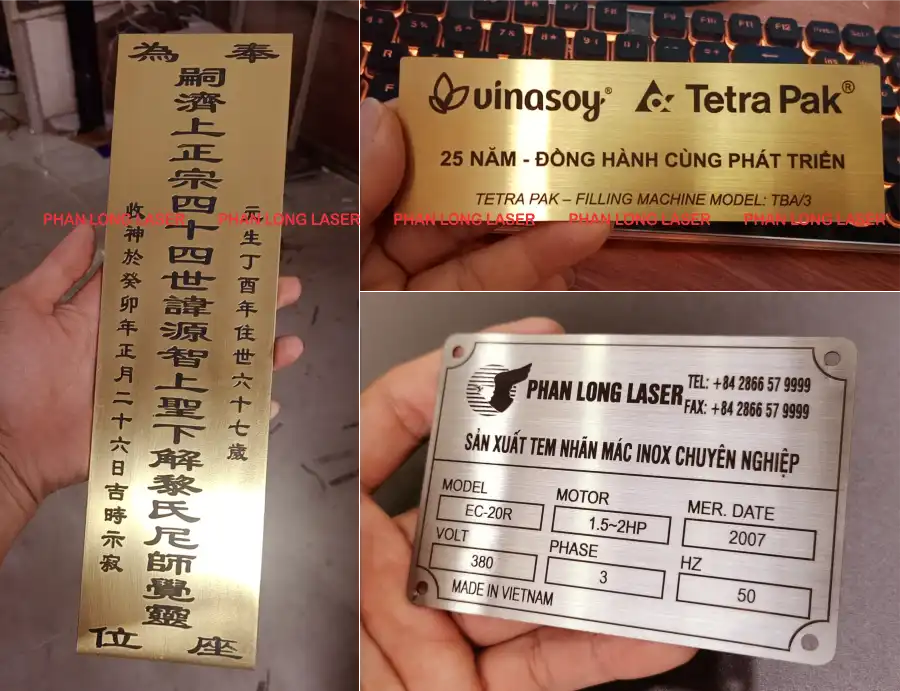 奉為
元生丁酉年住世六十七歲
嗣濟上正宗四十四世諱源智上聖下解黎氏尼師覺靈
收神於癸卯年正月二十六日吉時示寂
座位
vinasoy® Tetra Pak®
25 NĂM - ĐỒNG HÀNH CÙNG PHÁT TRIỂN
TETRA PAK – FILLING MACHINE MODEL: TBA/3
PHAN LONG LASER PHAN LONG LASER PHAN LONG LASER PHAN LONG LASER PHAN LONG LASER
PHAN LONG LASER
TEL: +84 2866 57 9999
FAX: +84 2866 57 9999
SẢN XUẤT TEM NHÃN MÁC INOX CHUYÊN NGHIỆP
MODEL MOTOR MER. DATE
EC-20R 1.5~2HP 2007
VOLT PHASE HZ
380 3 50
MADE IN VIETNAM